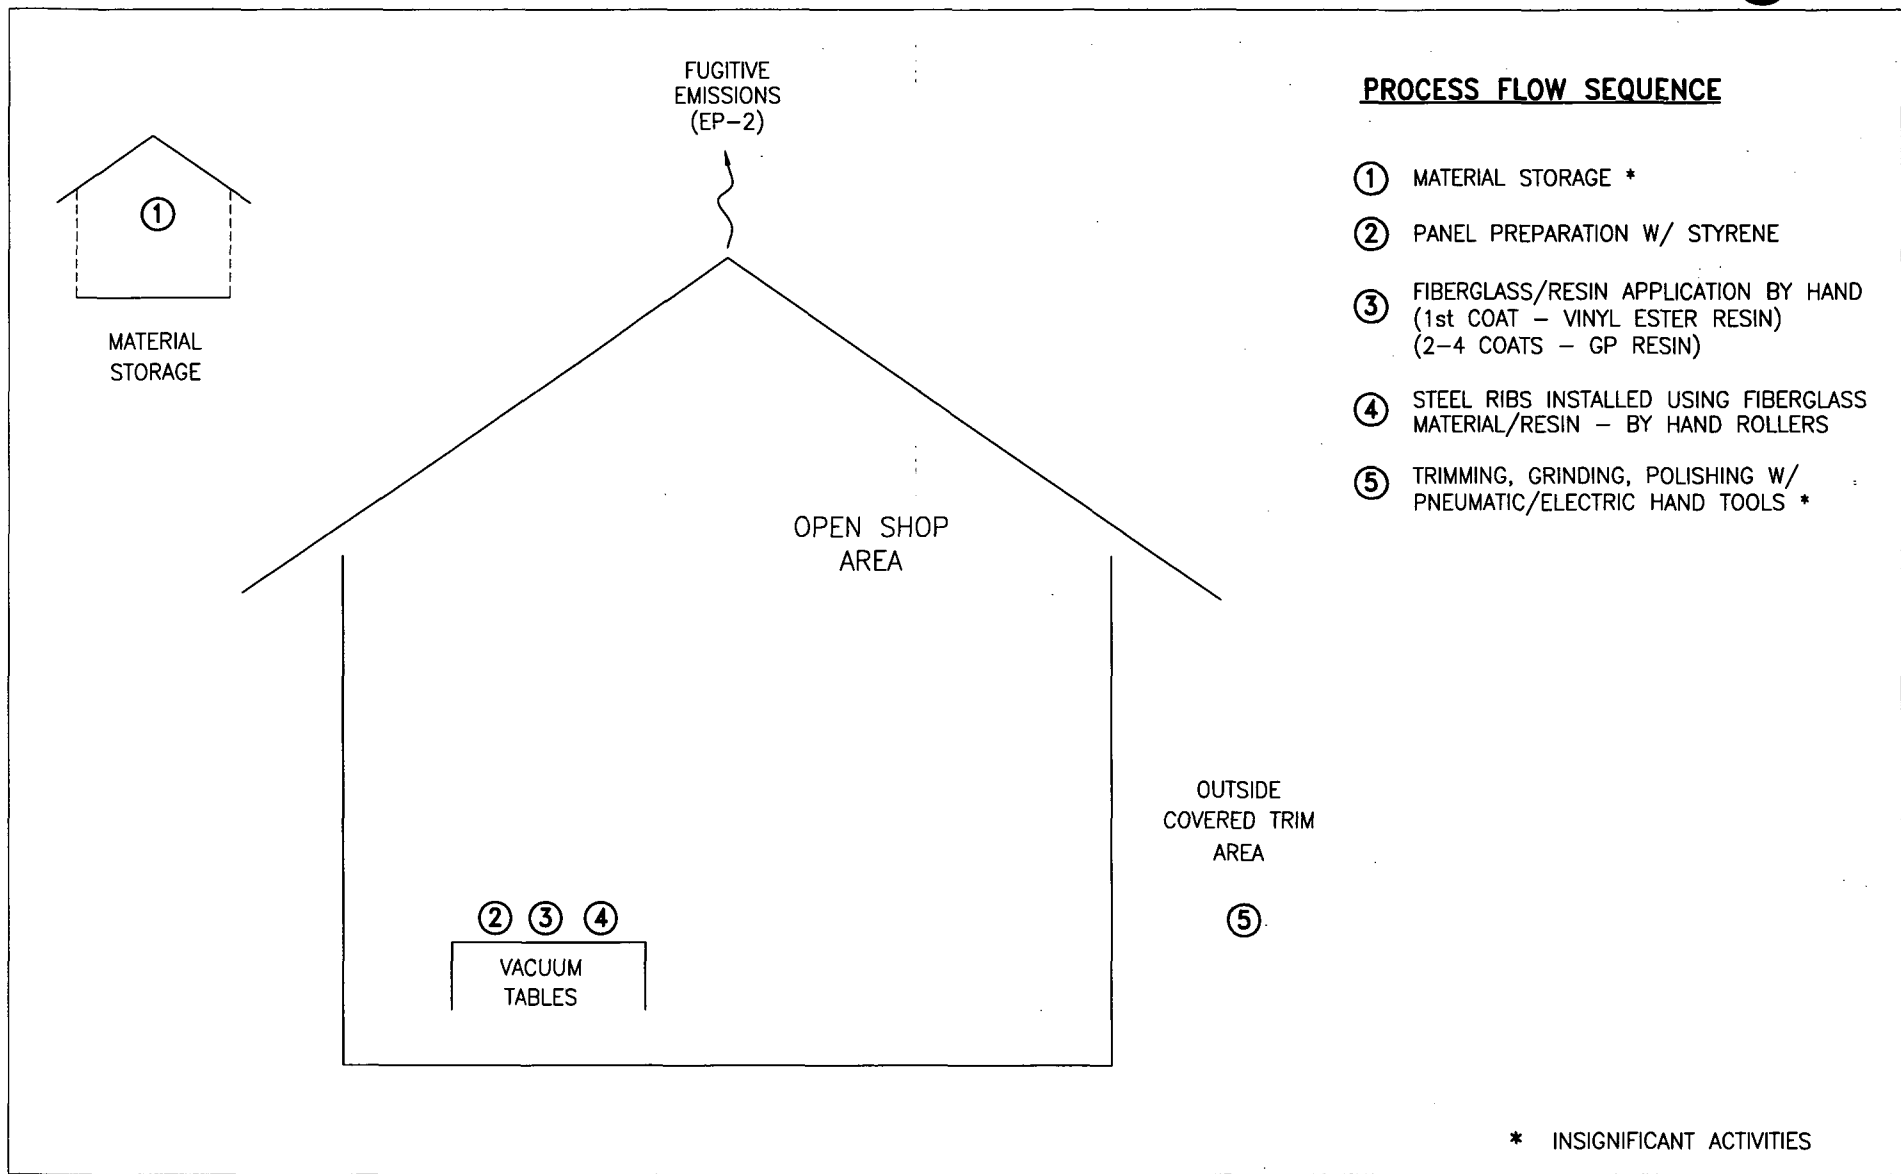 FUGITIVE
EMISSIONS
(EP-2)
1
MATERIAL
STORAGE
OPEN SHOP
AREA
OUTSIDE
COVERED TRIM
AREA
5
2 3 4
VACUUM
TABLES
PROCESS FLOW SEQUENCE
1 MATERIAL STORAGE *
2 PANEL PREPARATION W/ STYRENE
3 FIBERGLASS/RESIN APPLICATION BY HAND
(1st COAT – VINYL ESTER RESIN)
(2–4 COATS – GP RESIN)
4 STEEL RIBS INSTALLED USING FIBERGLASS
MATERIAL/RESIN – BY HAND ROLLERS
5 TRIMMING, GRINDING, POLISHING W/
PNEUMATIC/ELECTRIC HAND TOOLS *
* INSIGNIFICANT ACTIVITIES